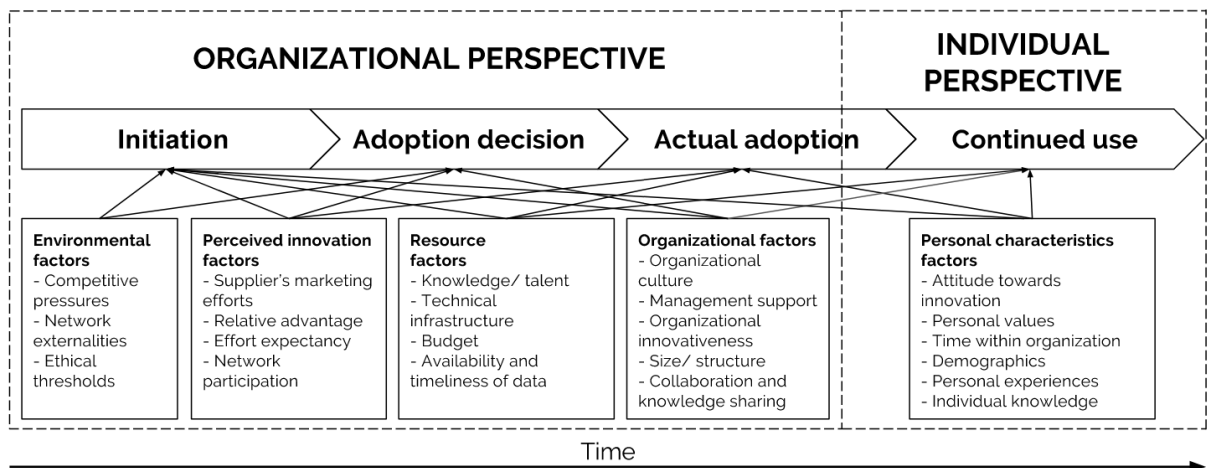 ORGANIZATIONAL PERSPECTIVE
INDIVIDUAL
PERSPECTIVE
Initiation
Adoption decision
Actual adoption
Continued use
Environmental
factors
- Competitive
pressures
- Network
externalities
- Ethical
thresholds
Perceived innovation
factors
- Supplier's marketing
efforts
- Relative advantage
- Effort expectancy
- Network
participation
Resource
factors
- Knowledge/ talent
- Technical
infrastructure
- Budget
- Availability and
timeliness of data
Organizational factors
- Organizational
culture
- Management support
- Organizational
innovativeness
- Size/ structure
- Collaboration and
knowledge sharing
Personal characteristics
factors
- Attitude towards
innovation
- Personal values
- Time within organization
- Demographics
- Personal experiences
- Individual knowledge
Time